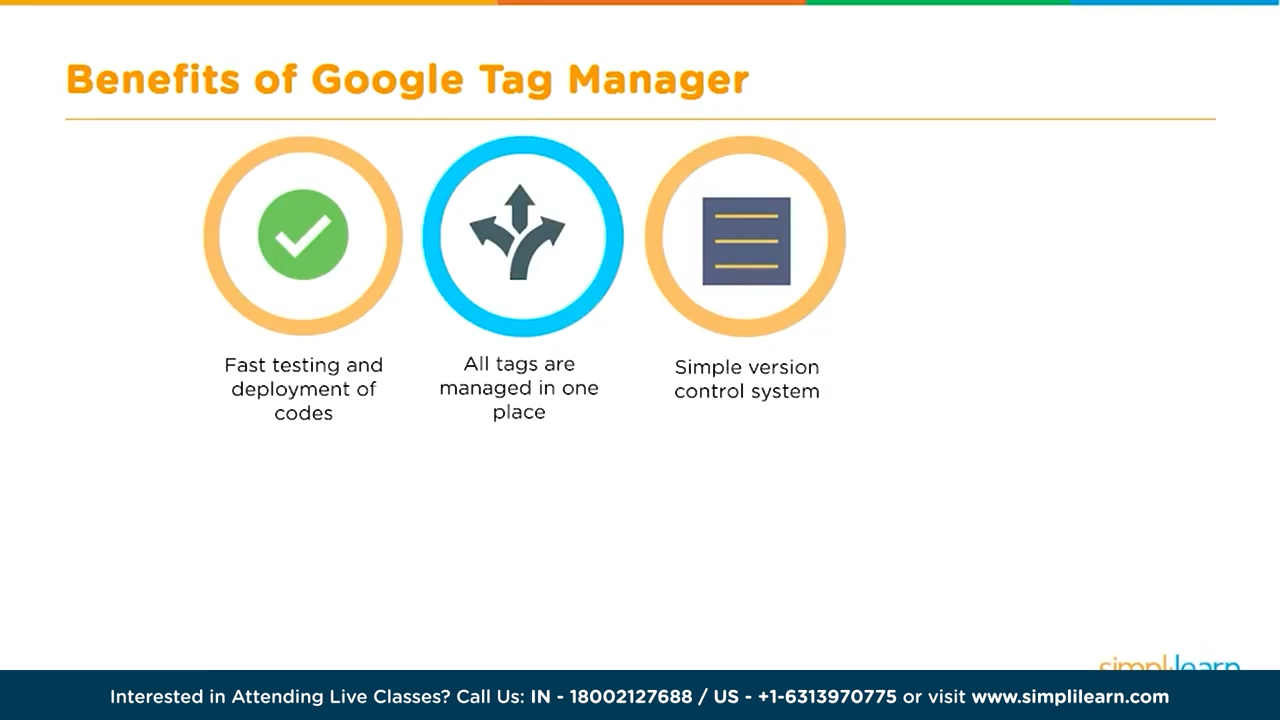 Benefits of Google Tag Manager
Fast testing and
deployment of
codes
All tags are
managed in one
place
Simple version
control system
simplilearn
Interested in Attending Live Classes? Call Us: IN - 18002127688 / US - +1-6313970775 or visit www.simplilearn.com